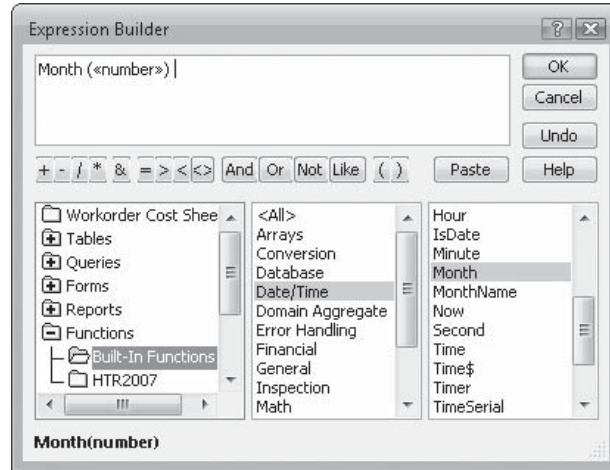 Expression Builder
Month («number»)
OK
Cancel
Undo
+ - / * & = > < <> And Or Not Like ( ) Paste Help
Workorder Cost Shee
Tables
Queries
Forms
Reports
Functions
Built-In Functions
HTR2007
<All>
Arrays
Conversion
Database
Date/Time
Domain Aggregate
Error Handling
Financial
General
Inspection
Math
Hour
IsDate
Minute
Month
MonthName
Now
Second
Time
Time$
Timer
TimeSerial
Month(number)